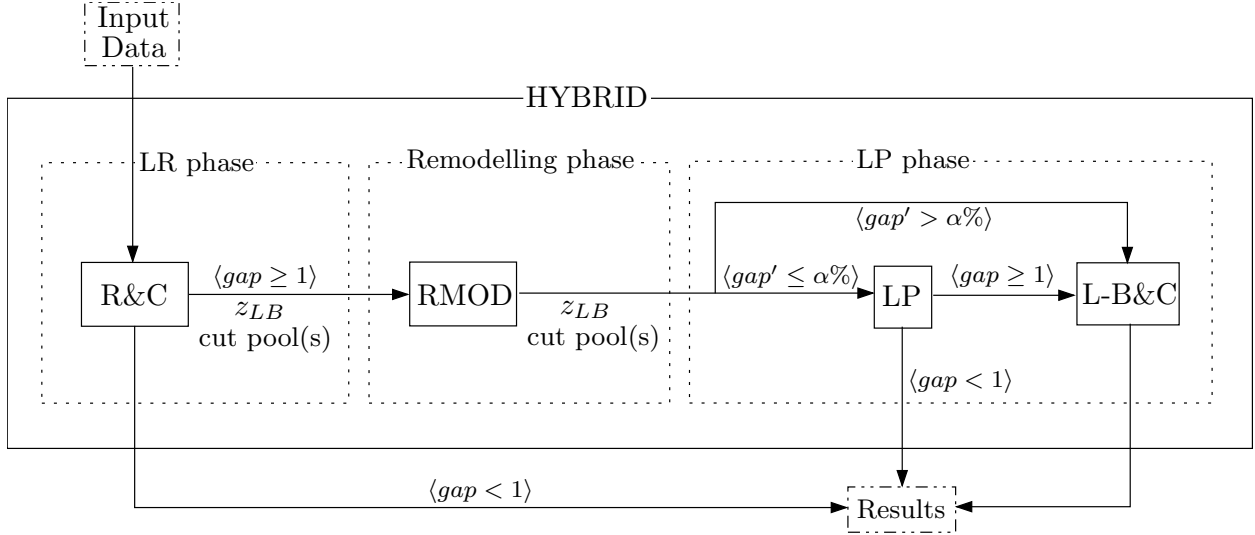 Input
Data
HYBRID
LR phase
Remodelling phase
LP phase
⟨gap′ > α%⟩
⟨gap ≥ 1⟩
⟨gap′ ≤ α%⟩
⟨gap ≥ 1⟩
R&C
RMOD
LP
L-B&C
z_LB
cut pool(s)
z_LB
cut pool(s)
⟨gap < 1⟩
⟨gap < 1⟩
Results